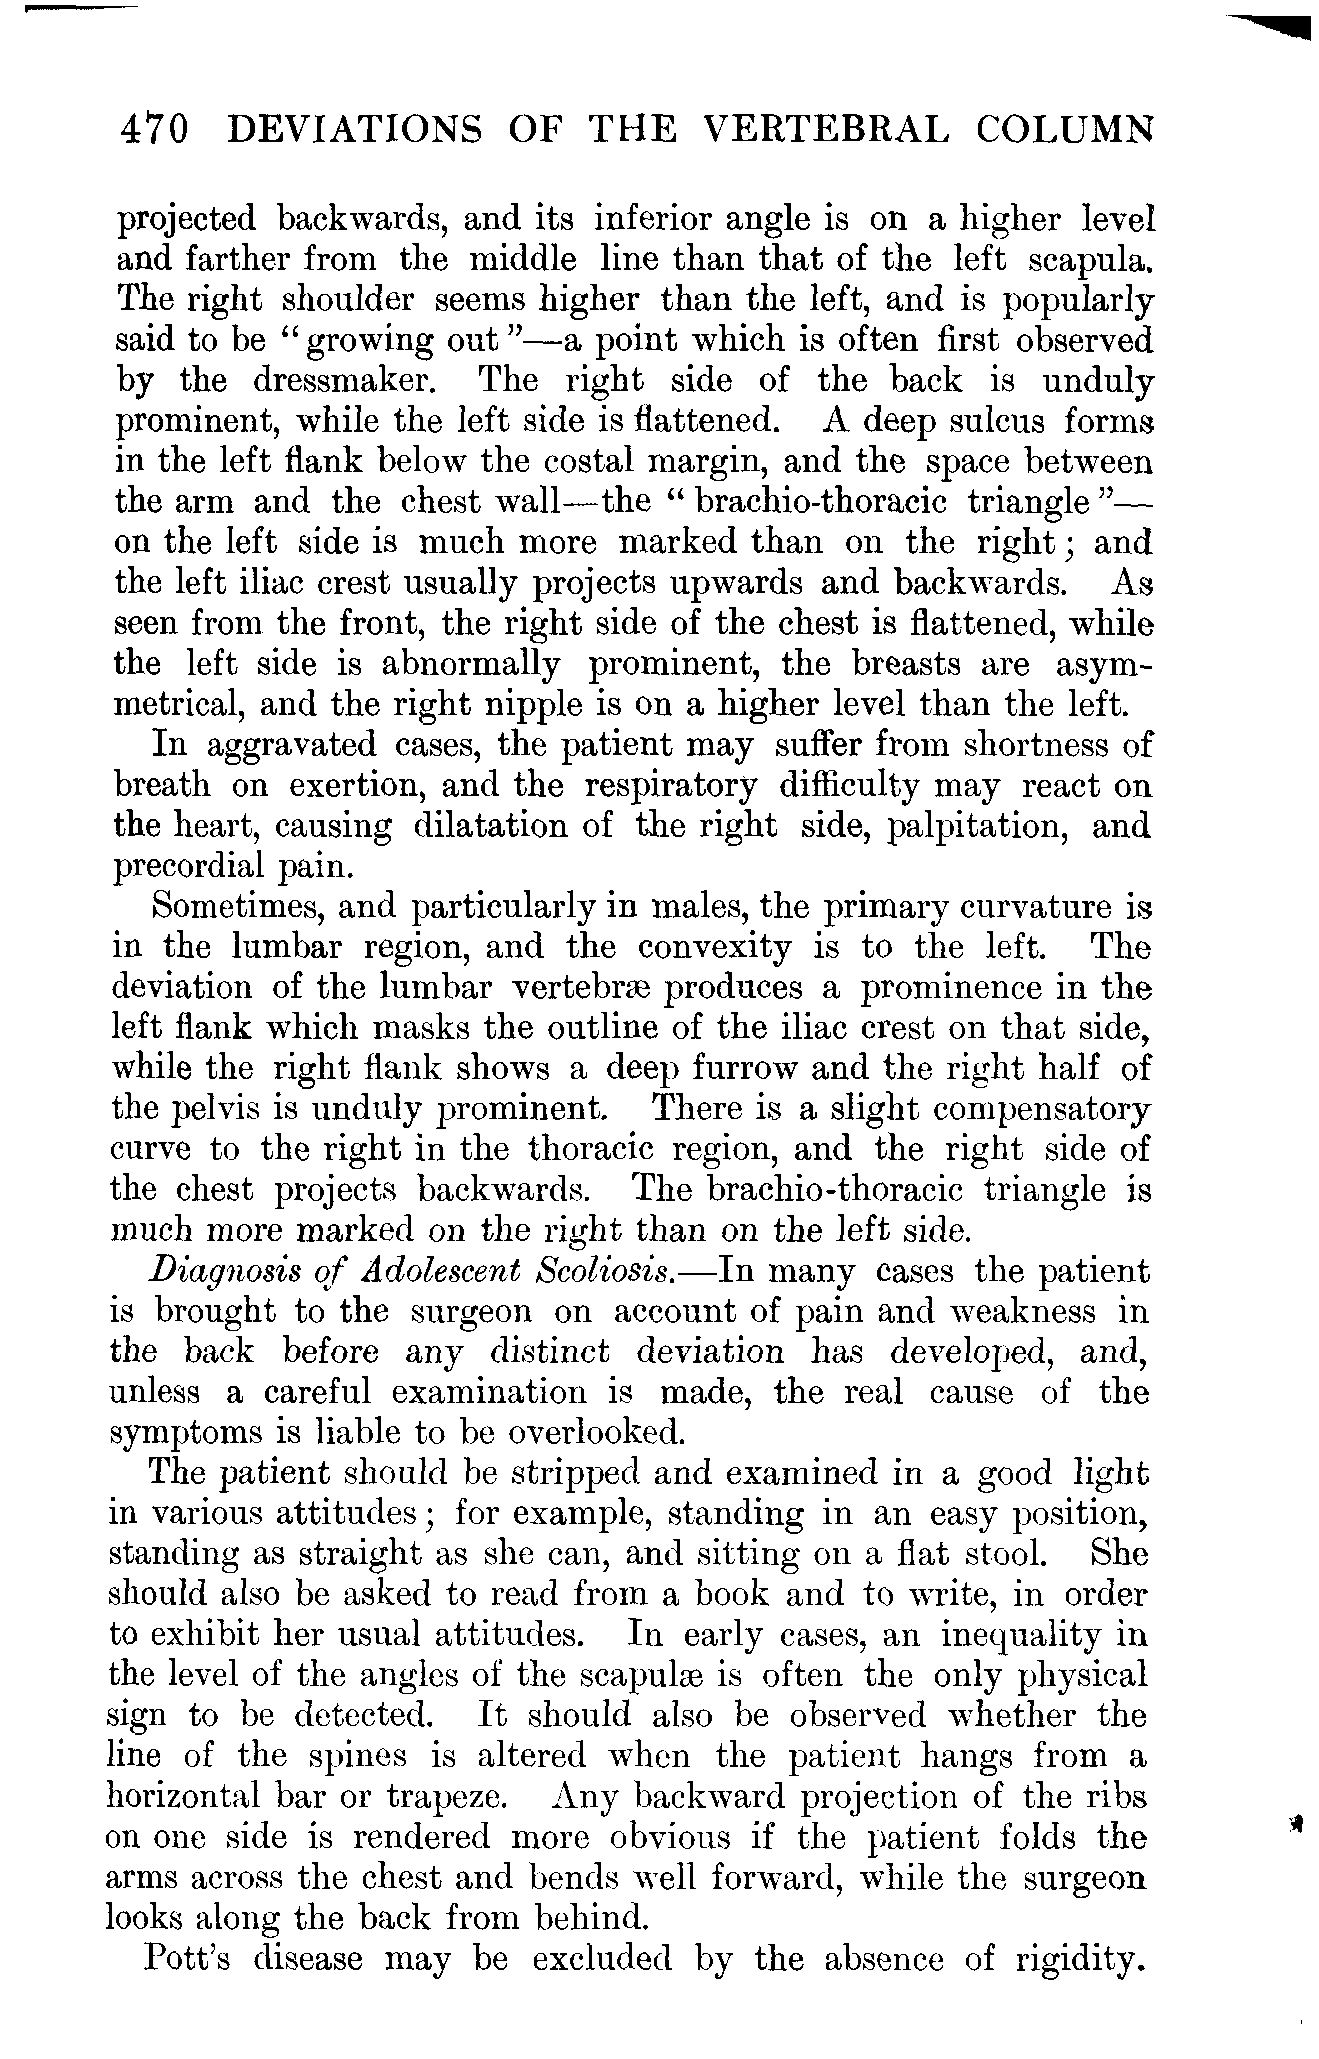 470 DEVIATIONS OF THE VERTEBRAL COLUMN
projected backwards, and its inferior angle is on a higher level
and farther from the middle line than that of the left scapula.
The right shoulder seems higher than the left, and is popularly
said to be “growing out”—a point which is often first observed
by the dressmaker. The right side of the back is unduly
prominent, while the left side is flattened. A deep sulcus forms
in the left flank below the costal margin, and the space between
the arm and the chest wall—the “brachio-thoracic triangle”—
on the left side is much more marked than on the right; and
the left iliac crest usually projects upwards and backwards. As
seen from the front, the right side of the chest is flattened, while
the left side is abnormally prominent, the breasts are asym-
metrical, and the right nipple is on a higher level than the left.
In aggravated cases, the patient may suffer from shortness of
breath on exertion, and the respiratory difficulty may react on
the heart, causing dilatation of the right side, palpitation, and
precordial pain.
Sometimes, and particularly in males, the primary curvature is
in the lumbar region, and the convexity is to the left. The
deviation of the lumbar vertebræ produces a prominence in the
left flank which masks the outline of the iliac crest on that side,
while the right flank shows a deep furrow and the right half of
the pelvis is unduly prominent. There is a slight compensatory
curve to the right in the thoracic region, and the right side of
the chest projects backwards. The brachio-thoracic triangle is
much more marked on the right than on the left side.
Diagnosis of Adolescent Scoliosis.—In many cases the patient
is brought to the surgeon on account of pain and weakness in
the back before any distinct deviation has developed, and,
unless a careful examination is made, the real cause of the
symptoms is liable to be overlooked.
The patient should be stripped and examined in a good light
in various attitudes; for example, standing in an easy position,
standing as straight as she can, and sitting on a flat stool. She
should also be asked to read from a book and to write, in order
to exhibit her usual attitudes. In early cases, an inequality in
the level of the angles of the scapulæ is often the only physical
sign to be detected. It should also be observed whether the
line of the spines is altered when the patient hangs from a
horizontal bar or trapeze. Any backward projection of the ribs
on one side is rendered more obvious if the patient folds the
arms across the chest and bends well forward, while the surgeon
looks along the back from behind.
Pott’s disease may be excluded by the absence of rigidity.